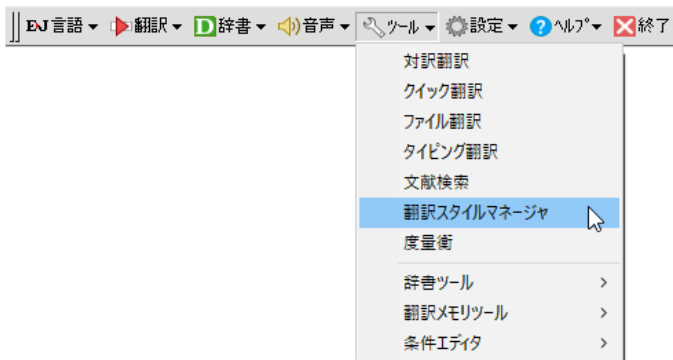 EJ言語 翻訳 D辞書 音声 ツール 設定 ?ヘルプ 終了
対訳翻訳
クイック翻訳
ファイル翻訳
タイピング翻訳
文献検索
翻訳スタイルマネージャ
度量衡
辞書ツール
翻訳メモリツール
条件エディタ